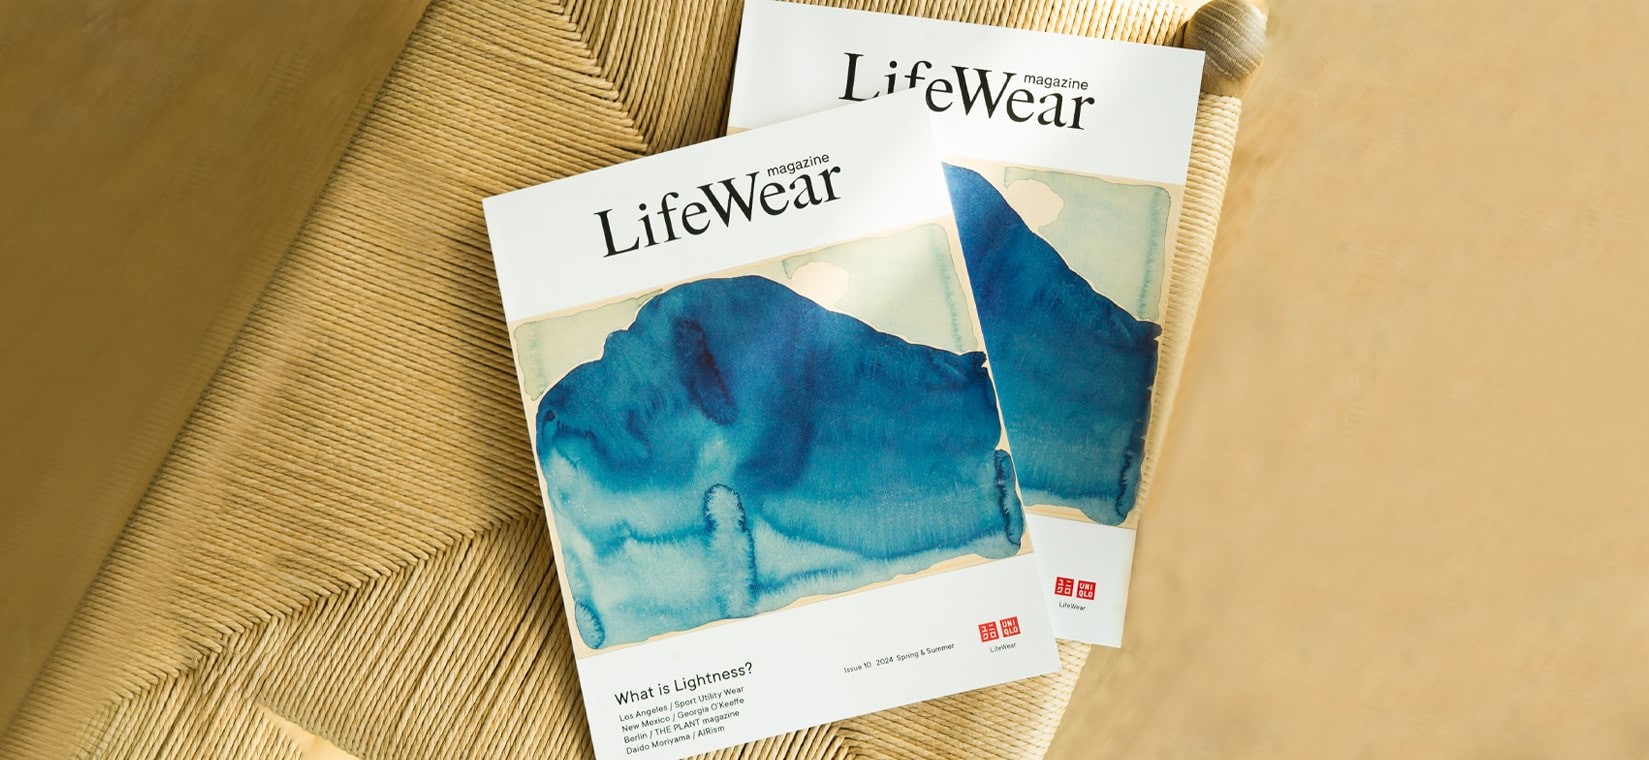 LifeWear
magazine
What is Lightness?
Los Angeles / Sport Utility Wear
New Mexico / Georgia O'Keeffe
Berlin / THE PLANT magazine
Daido Moriyama / AIRism
Issue 10 2024 Spring & Summer
ユニ
クロ
UNI
QLO
LifeWear
LifeWear
magazine
ユニ
クロ
UNI
QLO
LifeWear